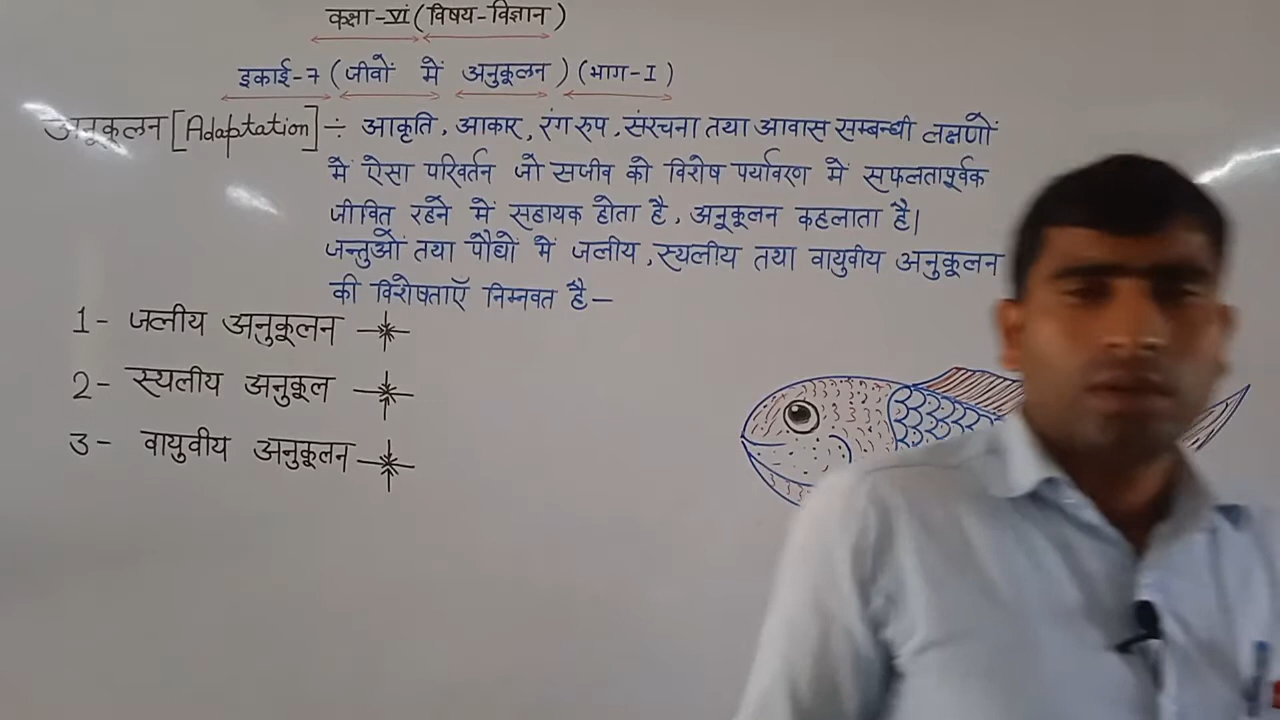 कक्षा-VI (विषय-विज्ञान)
इकाई-7 (जीवों में अनुकूलन) (भाग-I)
अनुकूलन [Adaptation] ÷ आकृति, आकार, रंग रुप, संरचना तथा आवास सम्बन्धी लक्षणों
में ऐसा परिवर्तन जो सजीव को विशेष पर्यावरण में सफलतापूर्वक
जीवित रहने में सहायक होता है, अनूकूलन कहलाता है।
जन्तुओं तथा पौधों में जलीय, स्थलीय तथा वायुवीय अनुकूलन
की विशेषताएँ निम्नवत है –
1- जलीय अनुकूलन
2- स्थलीय अनुकूल
3- वायुवीय अनुकूलन